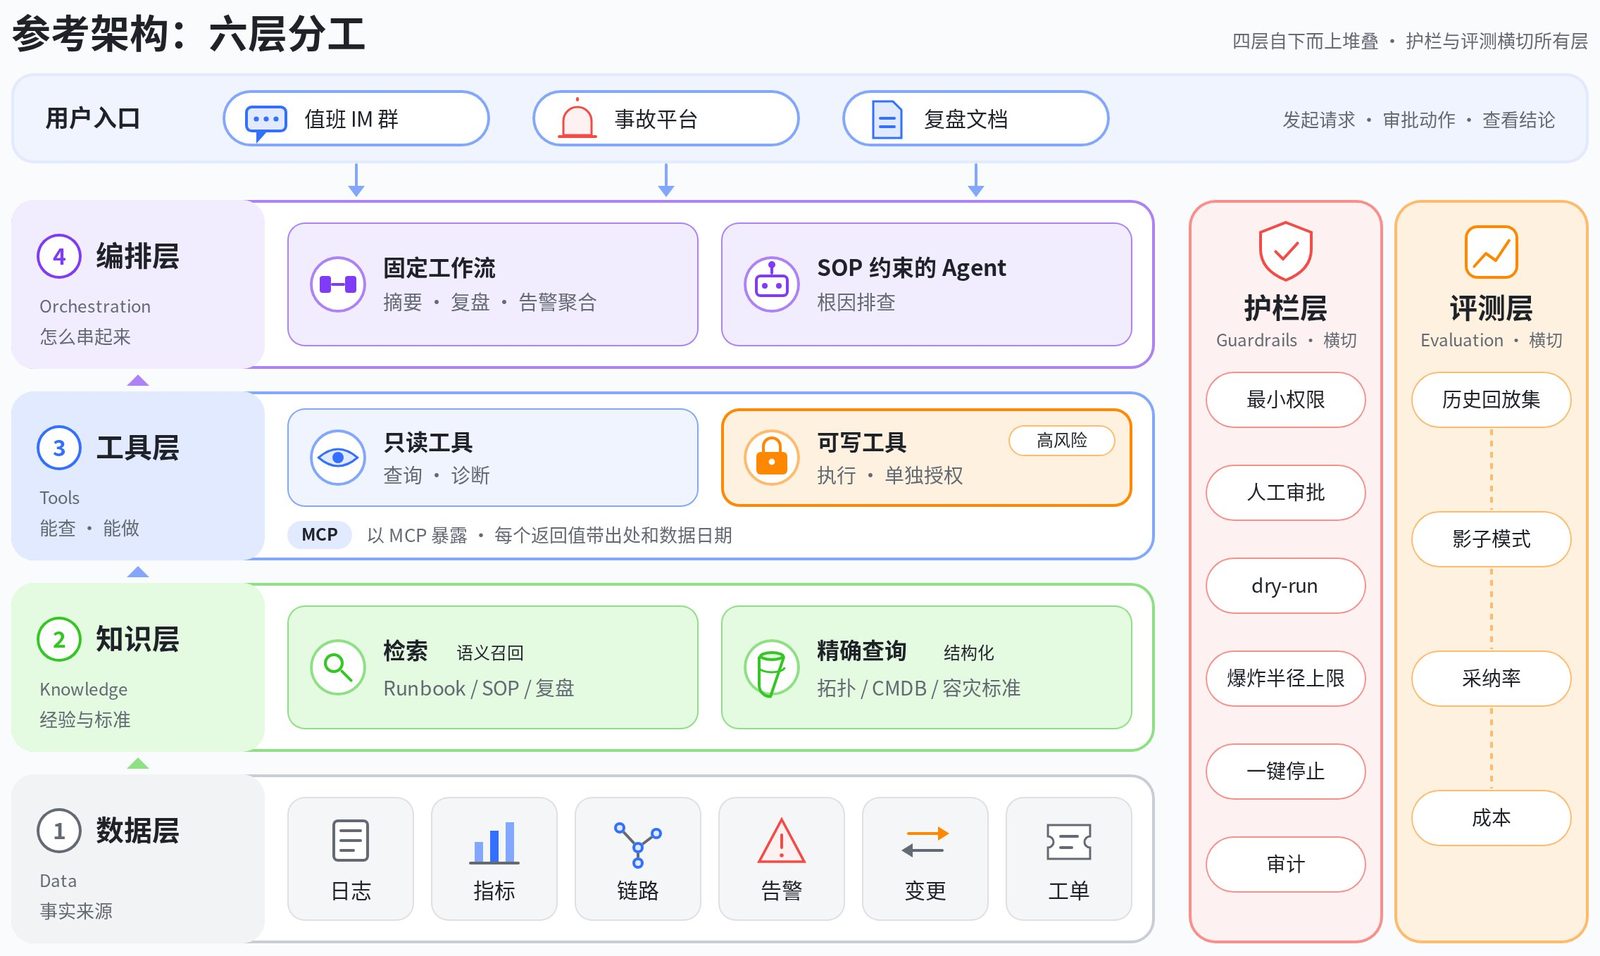 参考架构：六层分工
四层自下而上堆叠 • 护栏与评测横切所有层
用户入口
值班 IM 群
事故平台
复盘文档
发起请求 • 审批动作 • 查看结论
4 编排层
Orchestration
怎么串起来
固定工作流
摘要 • 复盘 • 告警聚合
SOP 约束的 Agent
根因排查
3 工具层
Tools
能查 • 能做
只读工具
查询 • 诊断
可写工具
高风险
执行 • 单独授权
MCP 以 MCP 暴露 • 每个返回值带出处和数据日期
2 知识层
Knowledge
经验与标准
检索 语义召回
Runbook / SOP / 复盘
精确查询 结构化
拓扑 / CMDB / 容灾标准
1 数据层
Data
事实来源
日志
指标
链路
告警
变更
工单
护栏层
Guardrails • 横切
最小权限
人工审批
dry-run
爆炸半径上限
一键停止
审计
评测层
Evaluation • 横切
历史回放集
影子模式
采纳率
成本